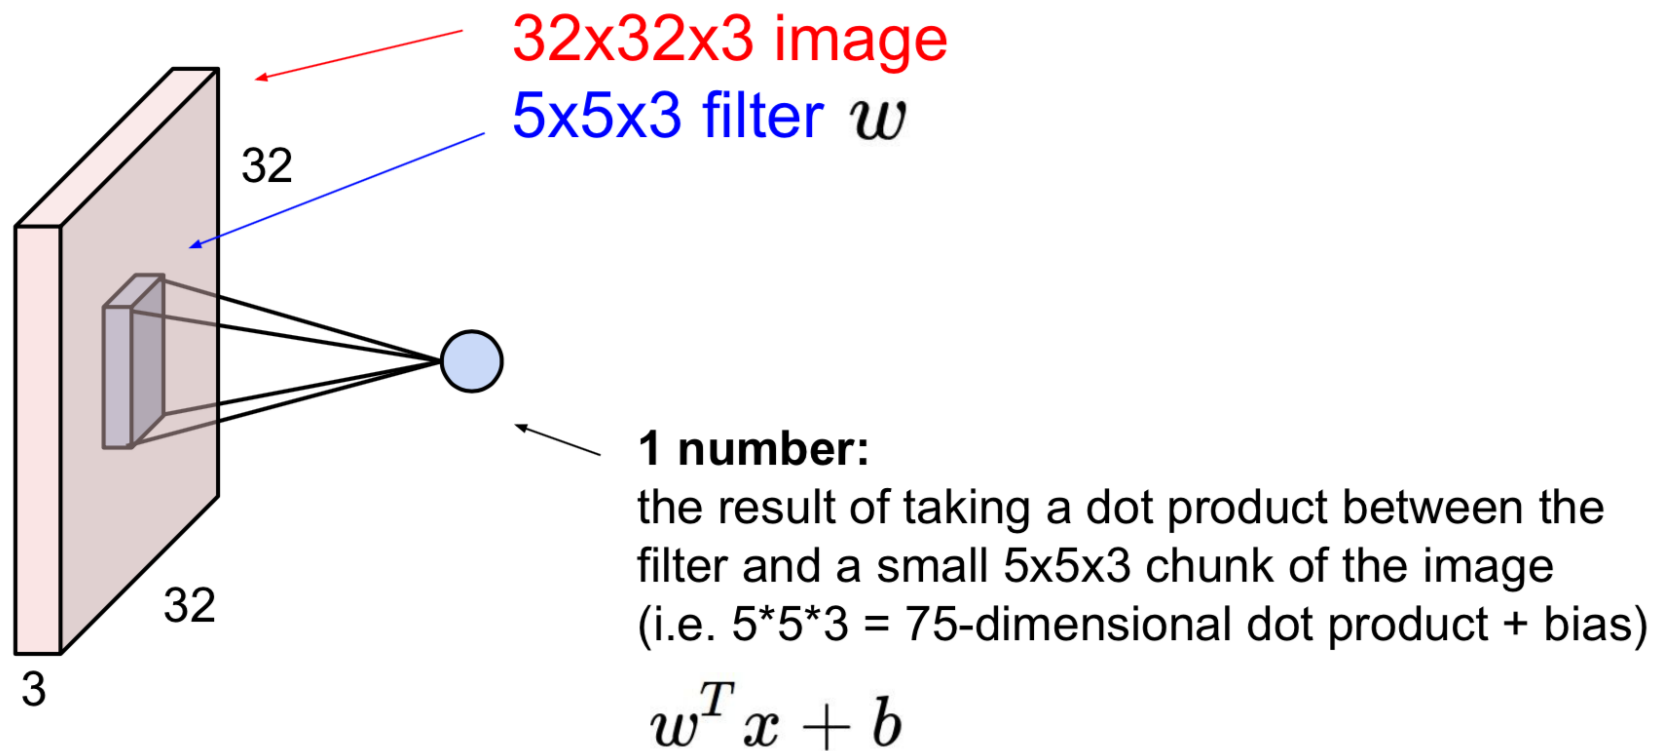 32x32x3 image
5x5x3 filter w
32
32
3
1 number:
the result of taking a dot product between the
filter and a small 5x5x3 chunk of the image
(i.e. 5*5*3 = 75-dimensional dot product + bias)
w^T x + b